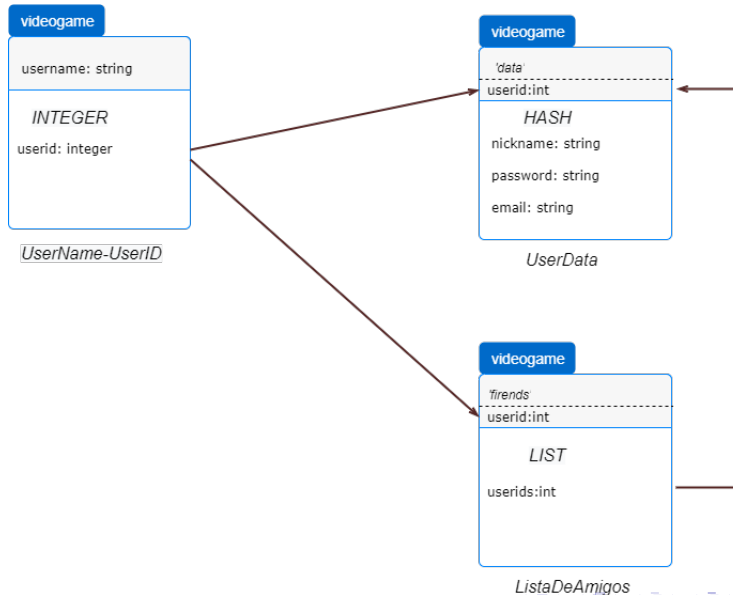 videogame
username: string
INTEGER
userid: integer
UserName-UserID
videogame
'data'
userid:int
HASH
nickname: string
password: string
email: string
UserData
videogame
'firends'
userid:int
LIST
userids:int
ListaDeAmigos